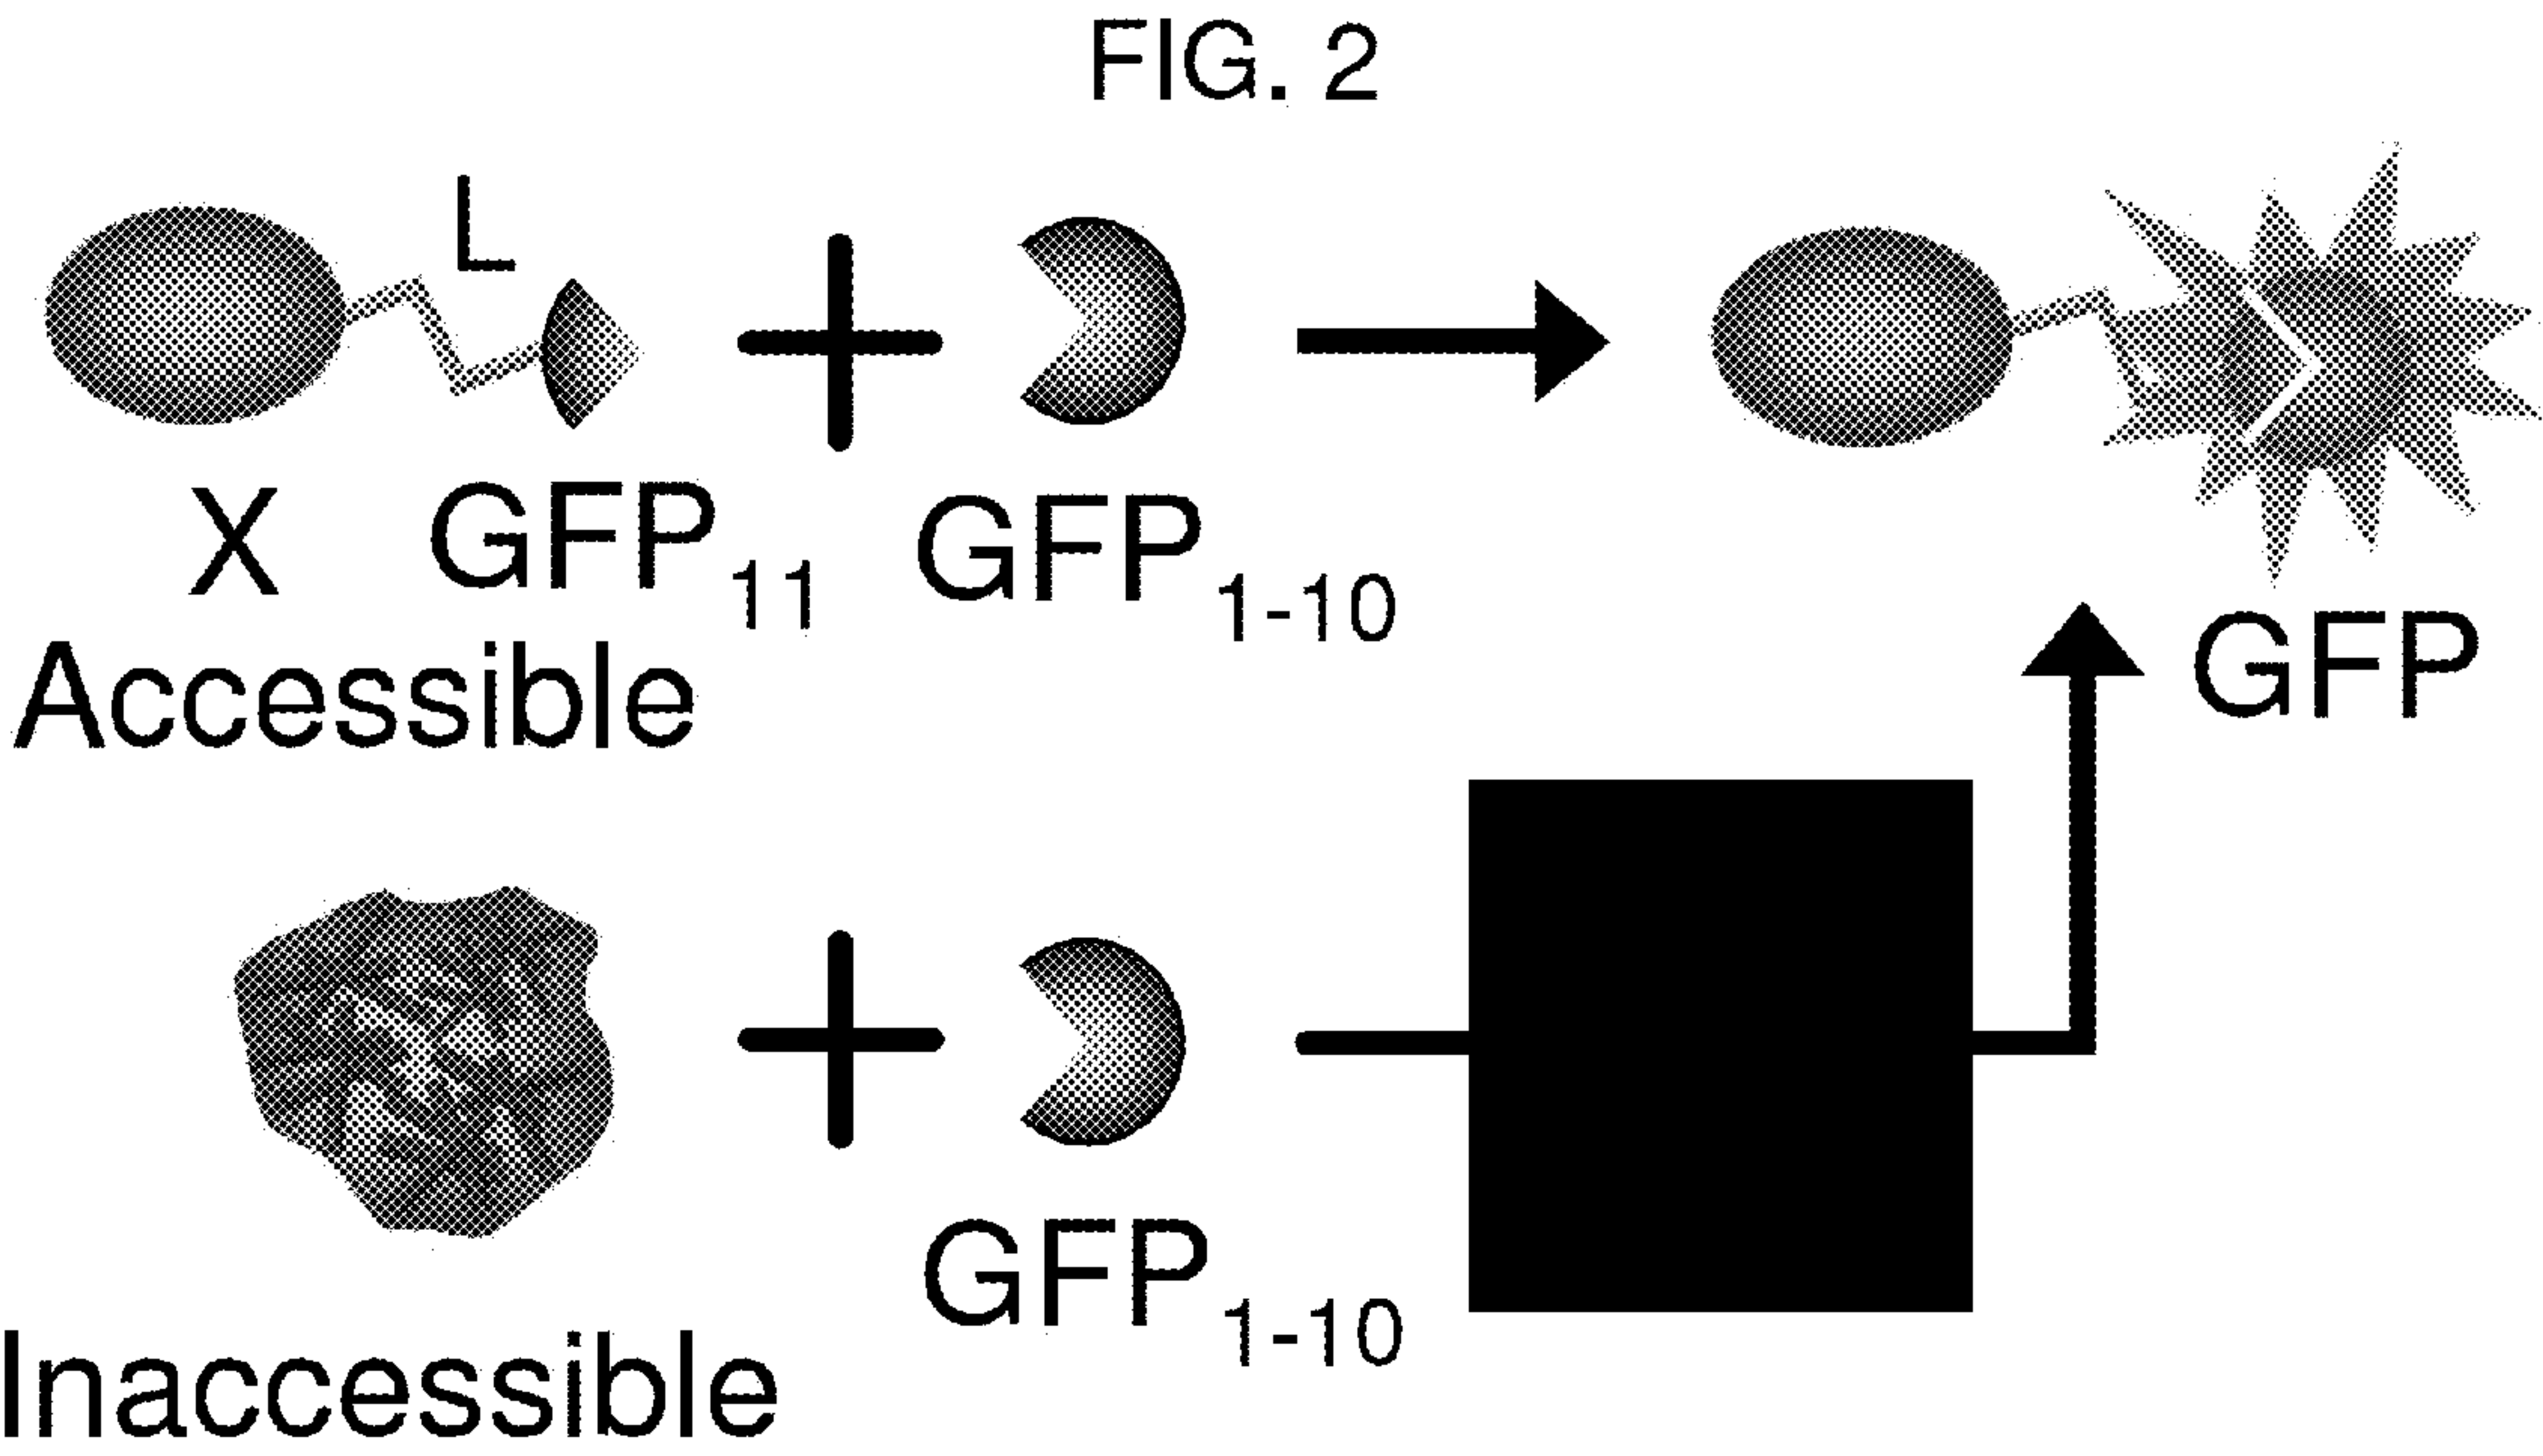 FIG. 2
L
X GFP11 GFP1-10
Accessible
GFP
GFP1-10
Inaccessible